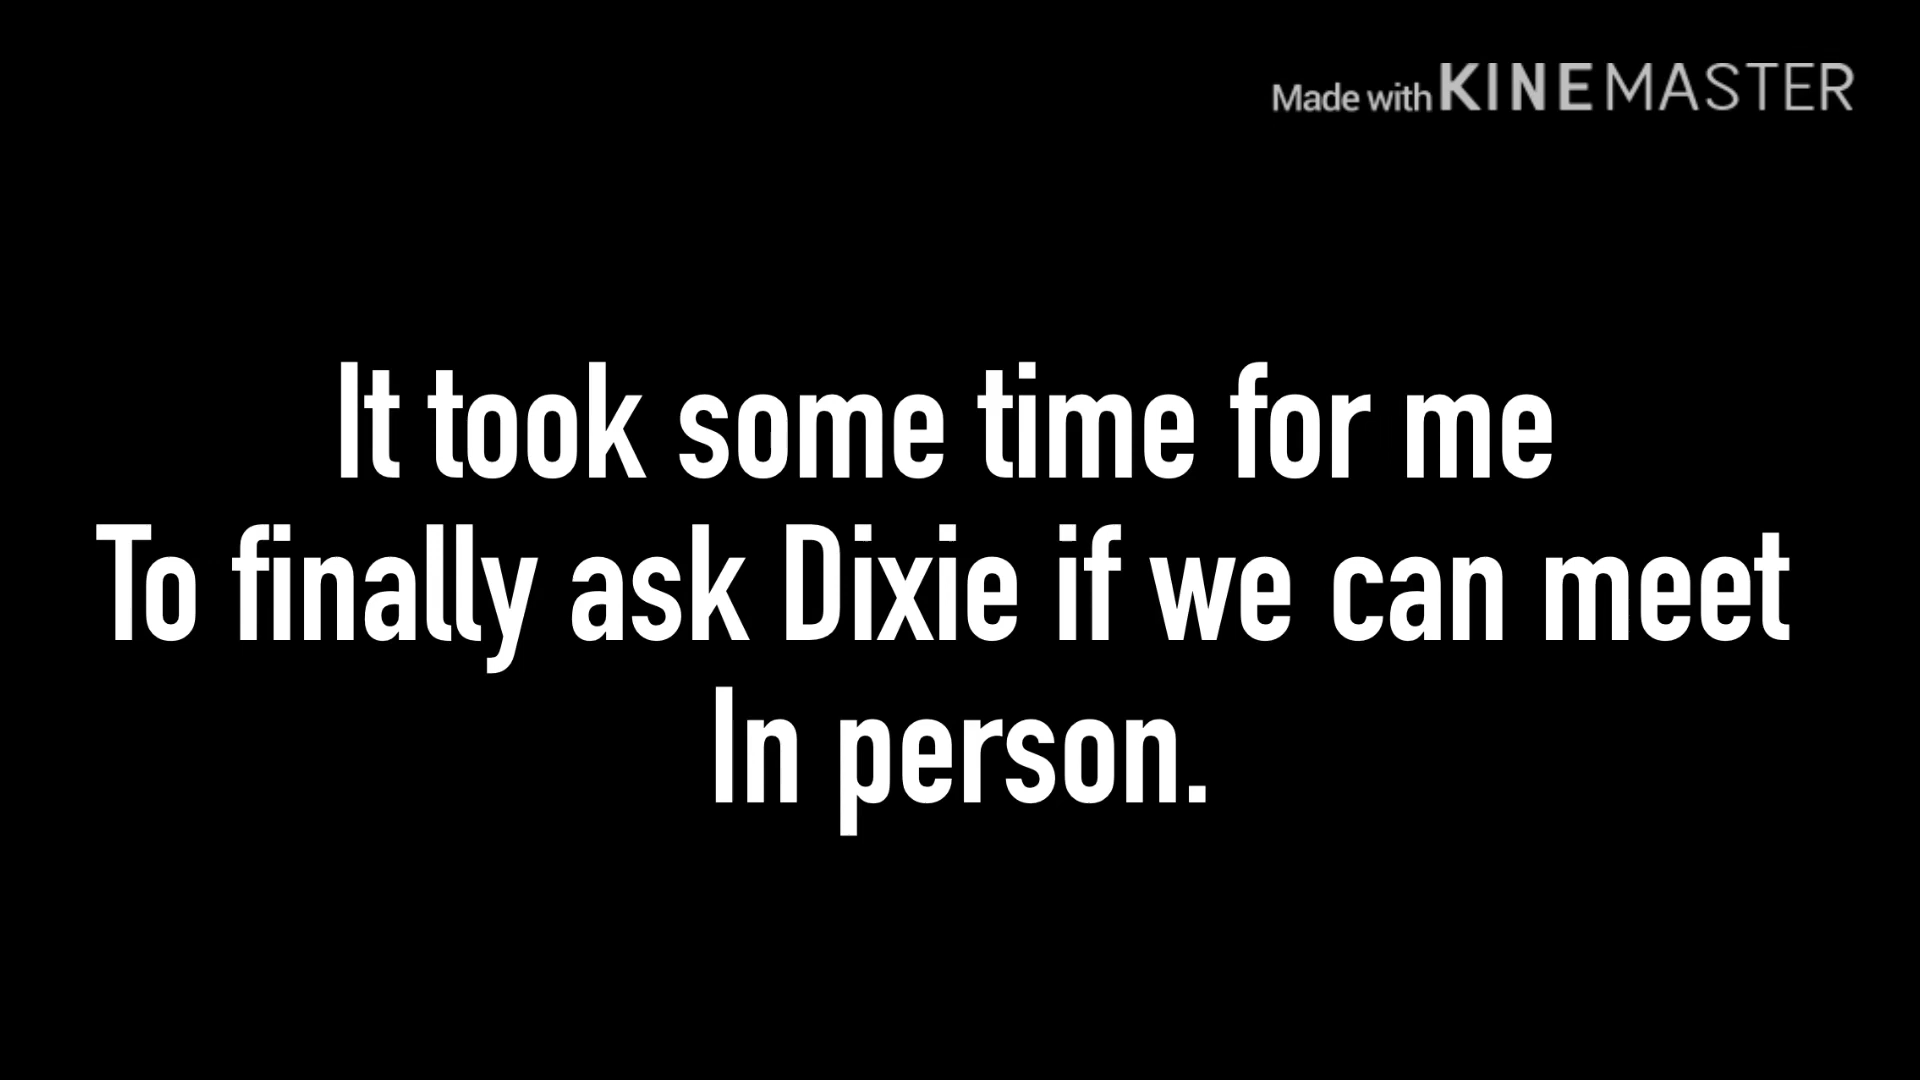 Made with KINEMASTER
It took some time for me
To finally ask Dixie if we can meet
In person.